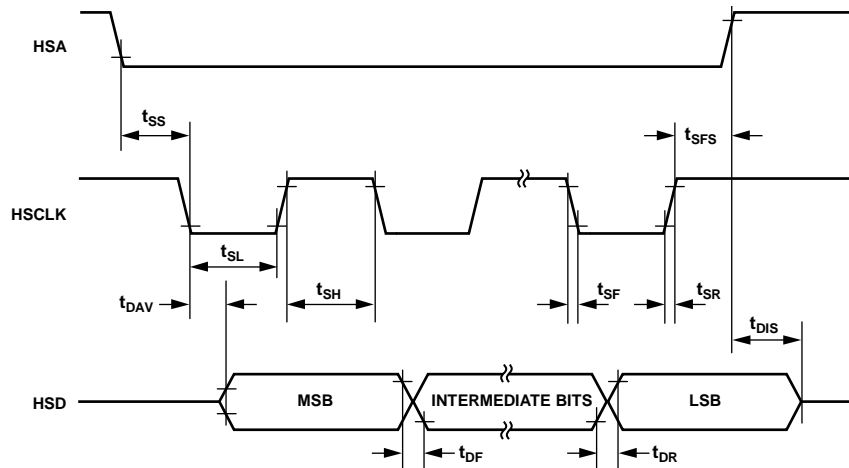 HSA
tSS
tSFS
HSCLK
tSL
tSH
tSF
tSR
tDAV
tDIS
HSD
MSB
INTERMEDIATE BITS
LSB
tDF
tDR